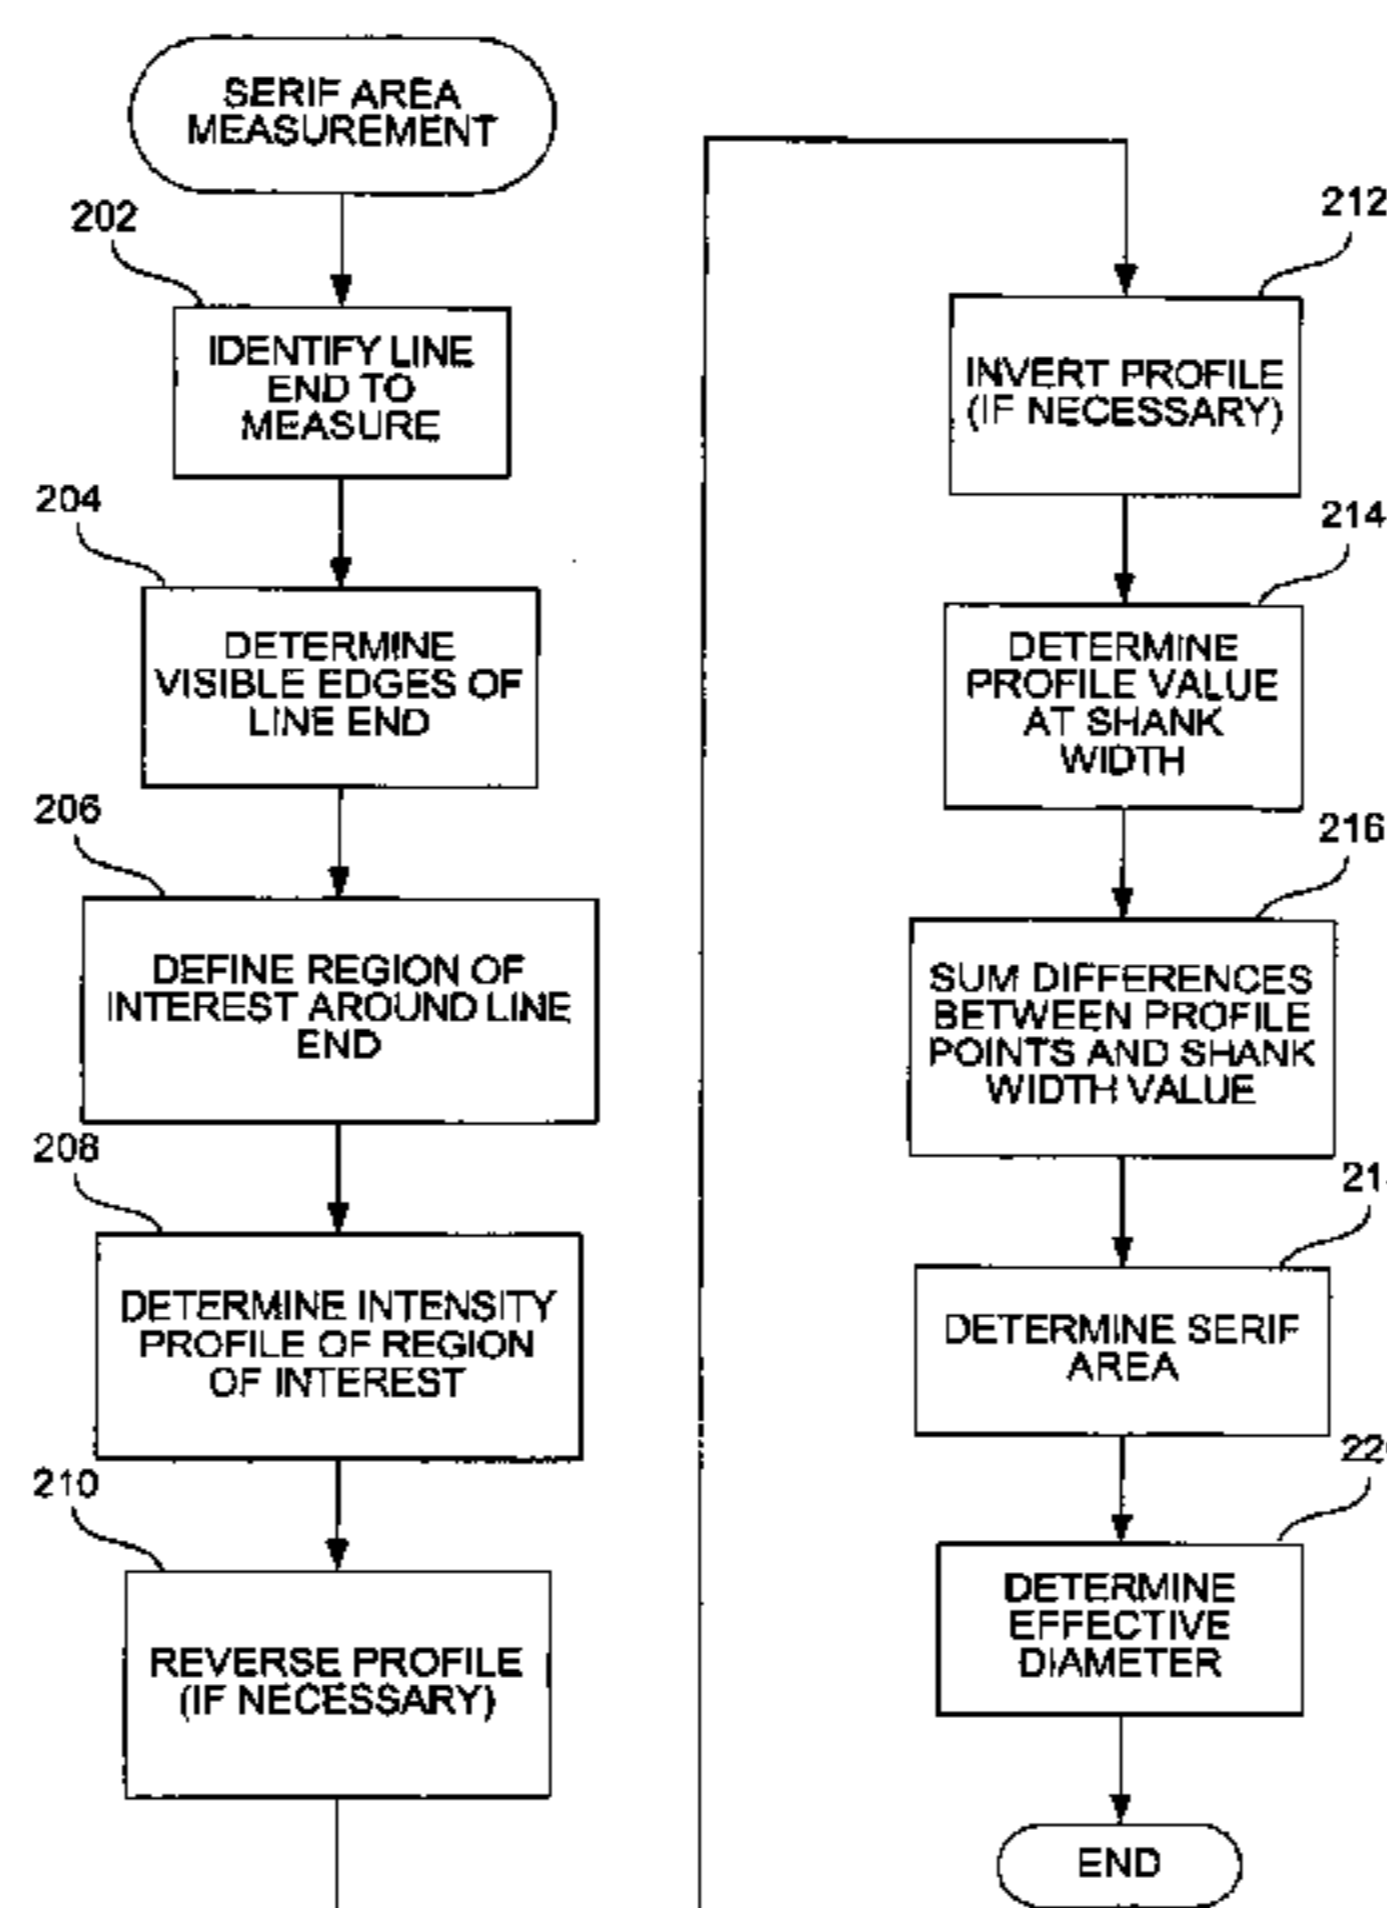 SERIF AREA
MEASUREMENT
202
IDENTIFY LINE
END TO
MEASURE
204
DETERMINE
VISIBLE EDGES OF
LINE END
206
DEFINE REGION OF
INTEREST AROUND LINE
END
208
DETERMINE INTENSITY
PROFILE OF REGION
OF INTEREST
210
REVERSE PROFILE
(IF NECESSARY)
212
INVERT PROFILE
(IF NECESSARY)
214
DETERMINE
PROFILE VALUE
AT SHANK
WIDTH
216
SUM DIFFERENCES
BETWEEN PROFILE
POINTS AND SHANK
WIDTH VALUE
DETERMINE SERIF
AREA
DETERMINE
EFFECTIVE
DIAMETER
END